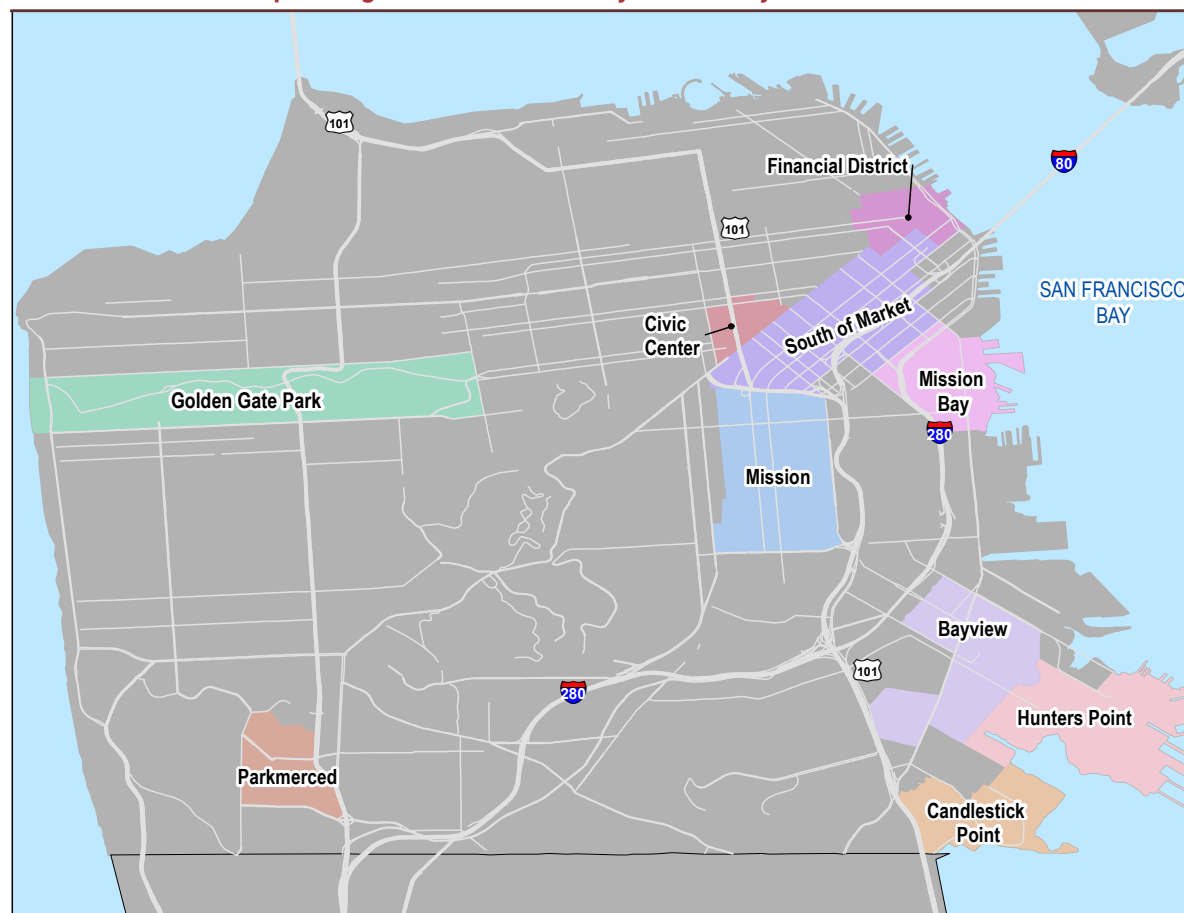 101
Financial District
80
101
SAN FRANCISCO
BAY
Civic
Center
South of Market
Golden Gate Park
Mission
Bay
280
Mission
Bayview
101
280
Hunters Point
Parkmerced
Candlestick
Point